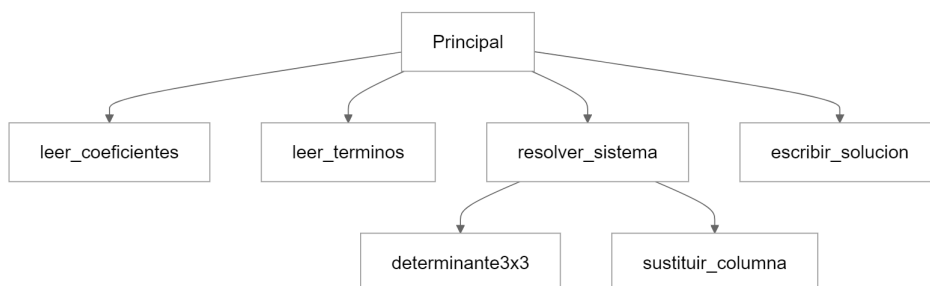 Principal
leer_coeficientes
leer_terminos
resolver_sistema
escribir_solucion
determinante3x3
sustituir_columna